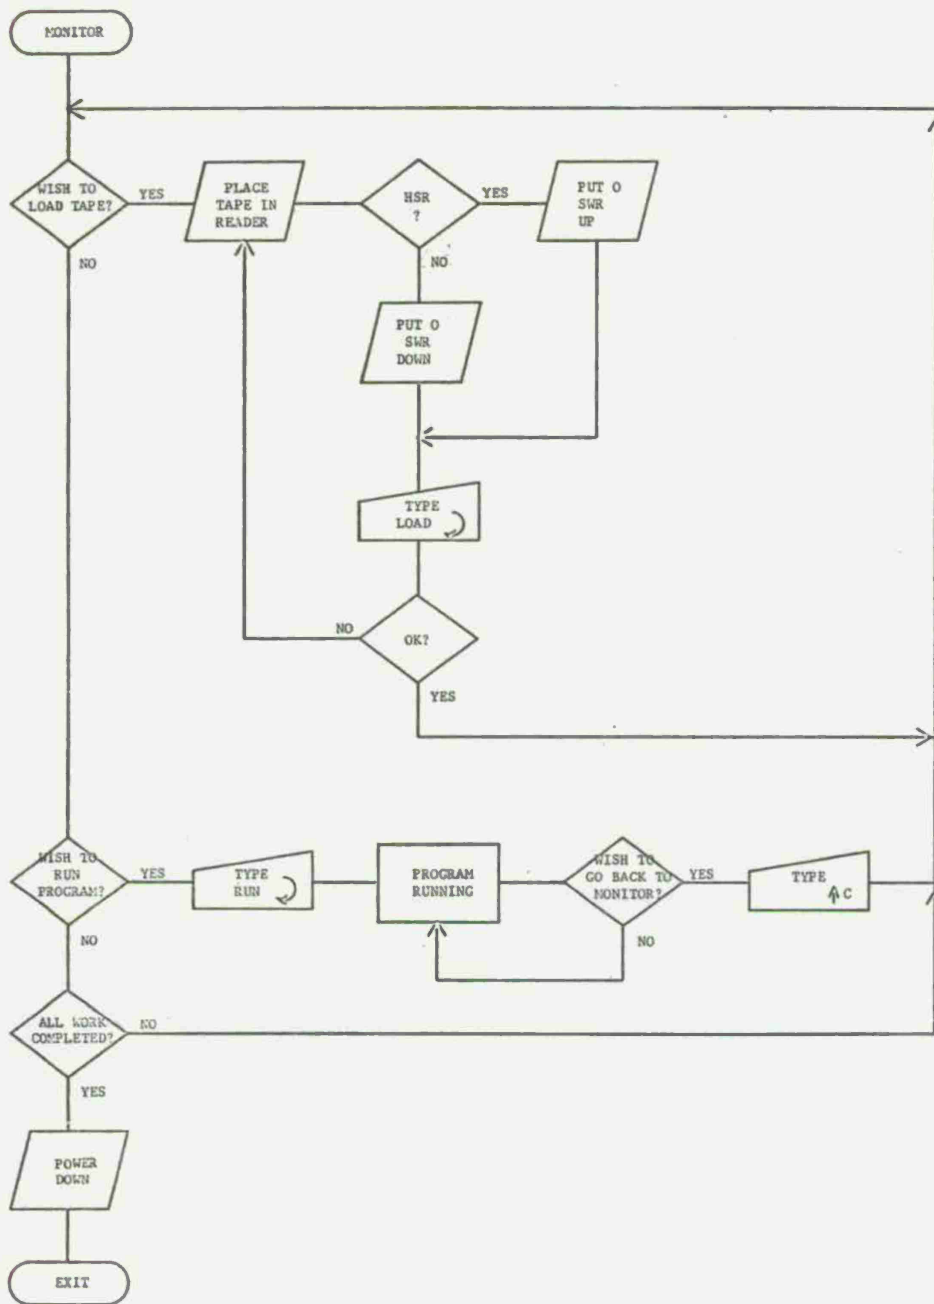 MONITOR
WISH TO
LOAD TAPE?
YES
PLACE
TAPE IN
READER
HSR
?
YES
PUT O
SWR
UP
NO
NO
PUT O
SWR
DOWN
TYPE
LOAD
NO
OK?
YES
WISH TO
RUN
PROGRAM?
YES
TYPE
RUN
PROGRAM
RUNNING
WISH TO
GO BACK TO
MONITOR?
YES
TYPE
↑C
NO
NO
ALL WORK
COMPLETED?
NO
YES
POWER
DOWN
EXIT